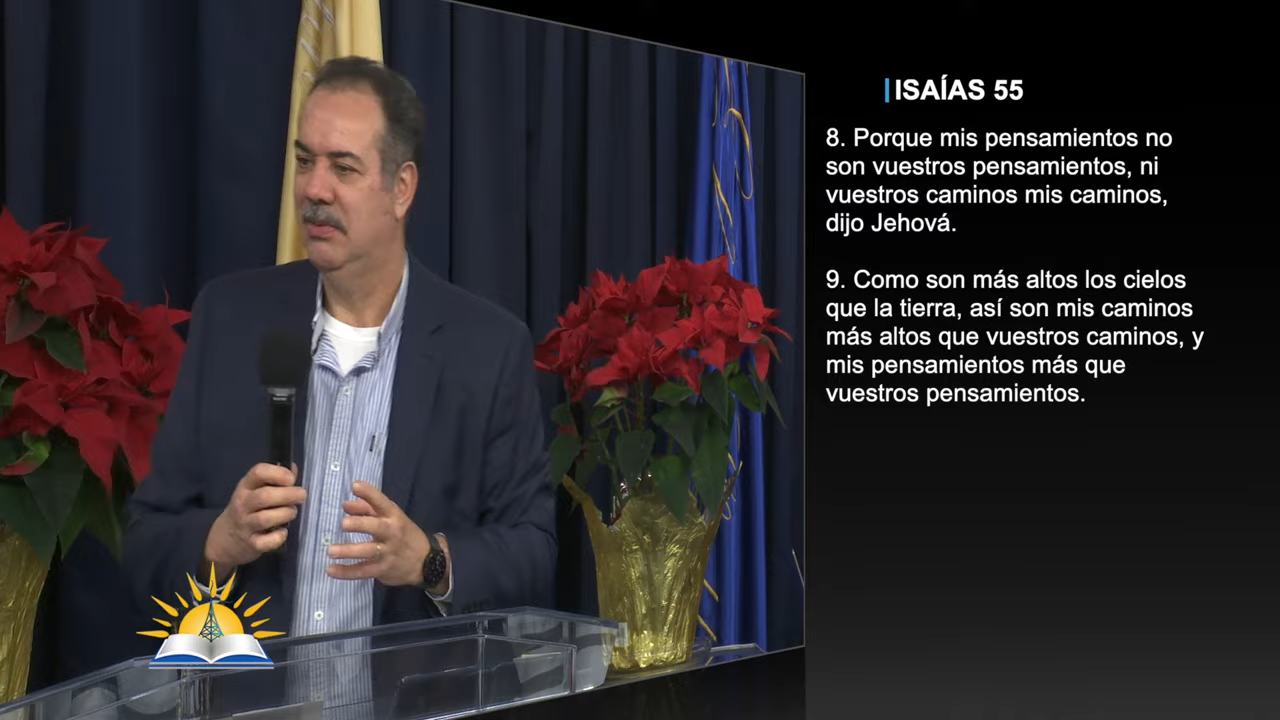 ISAÍAS 55
8. Porque mis pensamientos no
son vuestros pensamientos, ni
vuestros caminos mis caminos,
dijo Jehová.
9. Como son más altos los cielos
que la tierra, así son mis caminos
más altos que vuestros caminos, y
mis pensamientos más que
vuestros pensamientos.